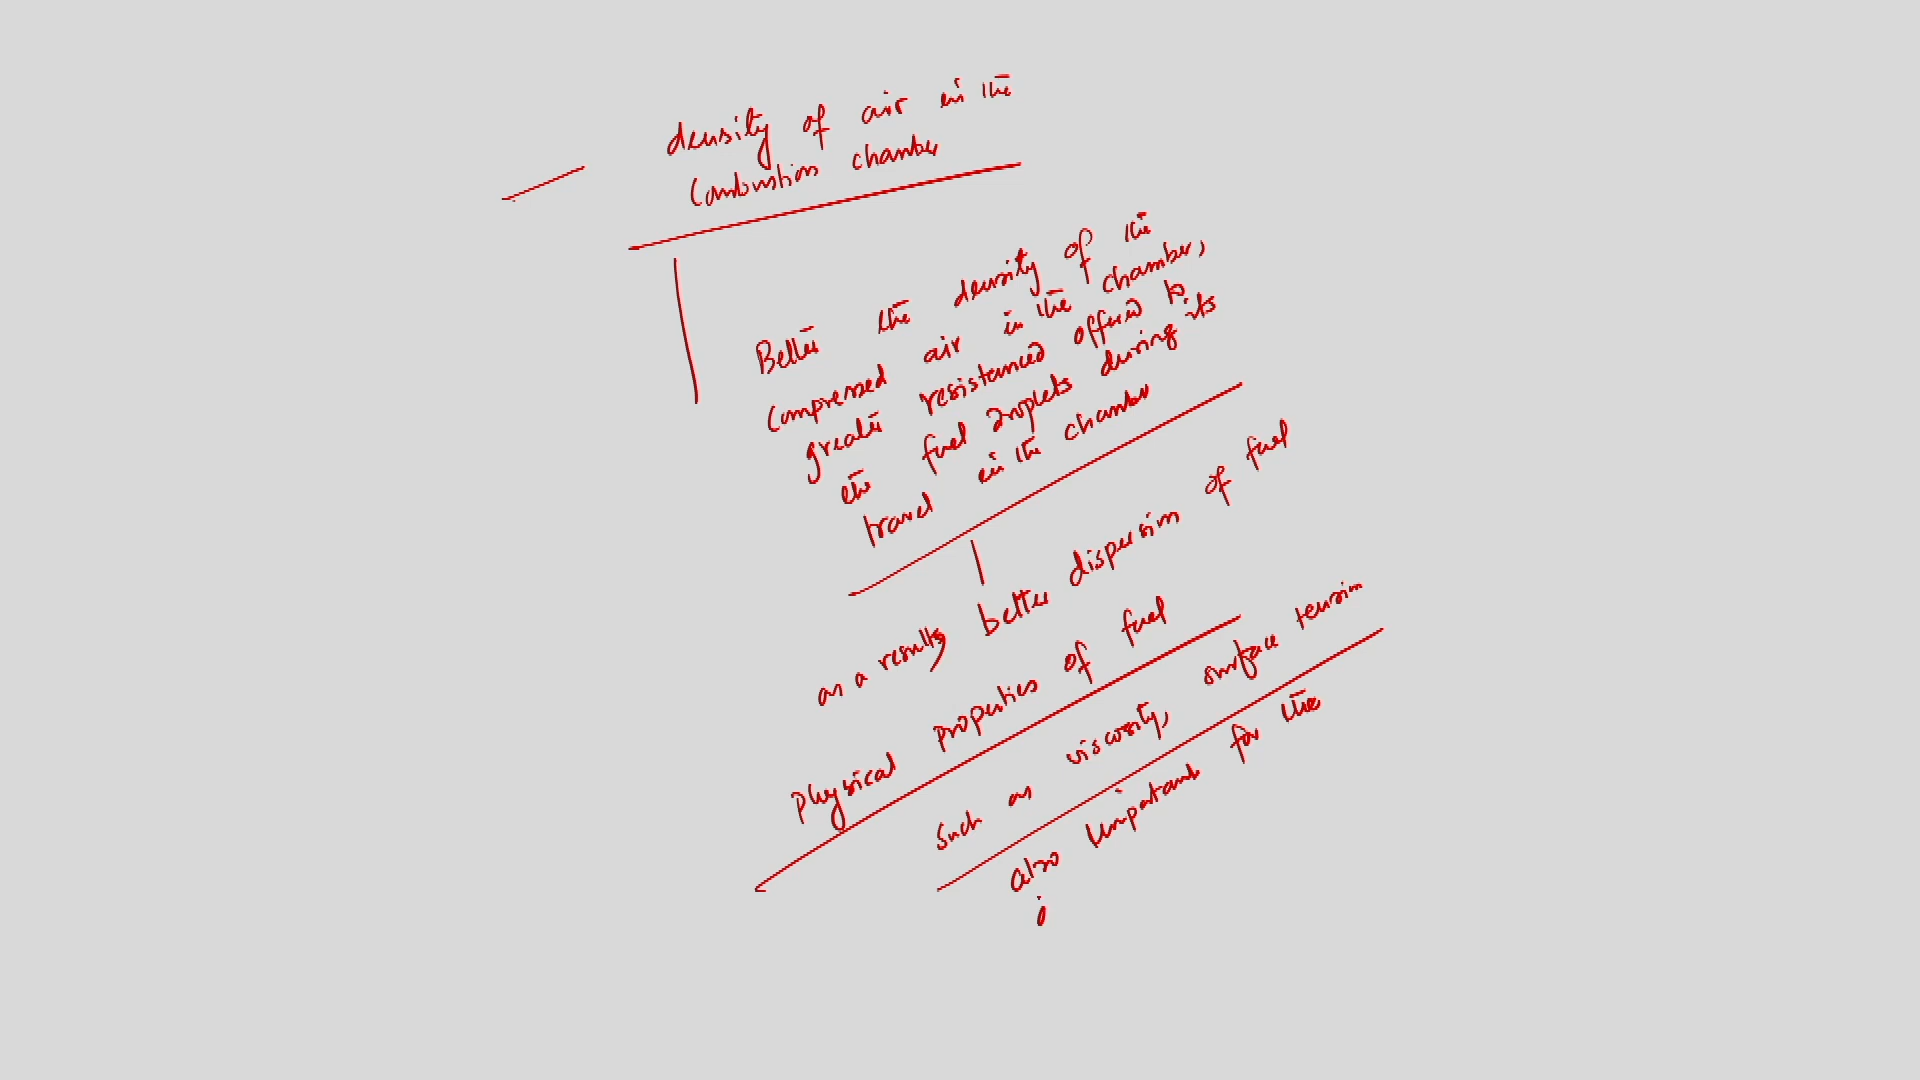 density of air in the
Combustion chamber
Better the density of the
Compressed air in the chamber,
greater resistanced offered to
the fuel droplets during its
travel in the chamber
as a results better dispersion of fuel
Physical properties of fuel
Such as viscosity, surface tension
also important for the